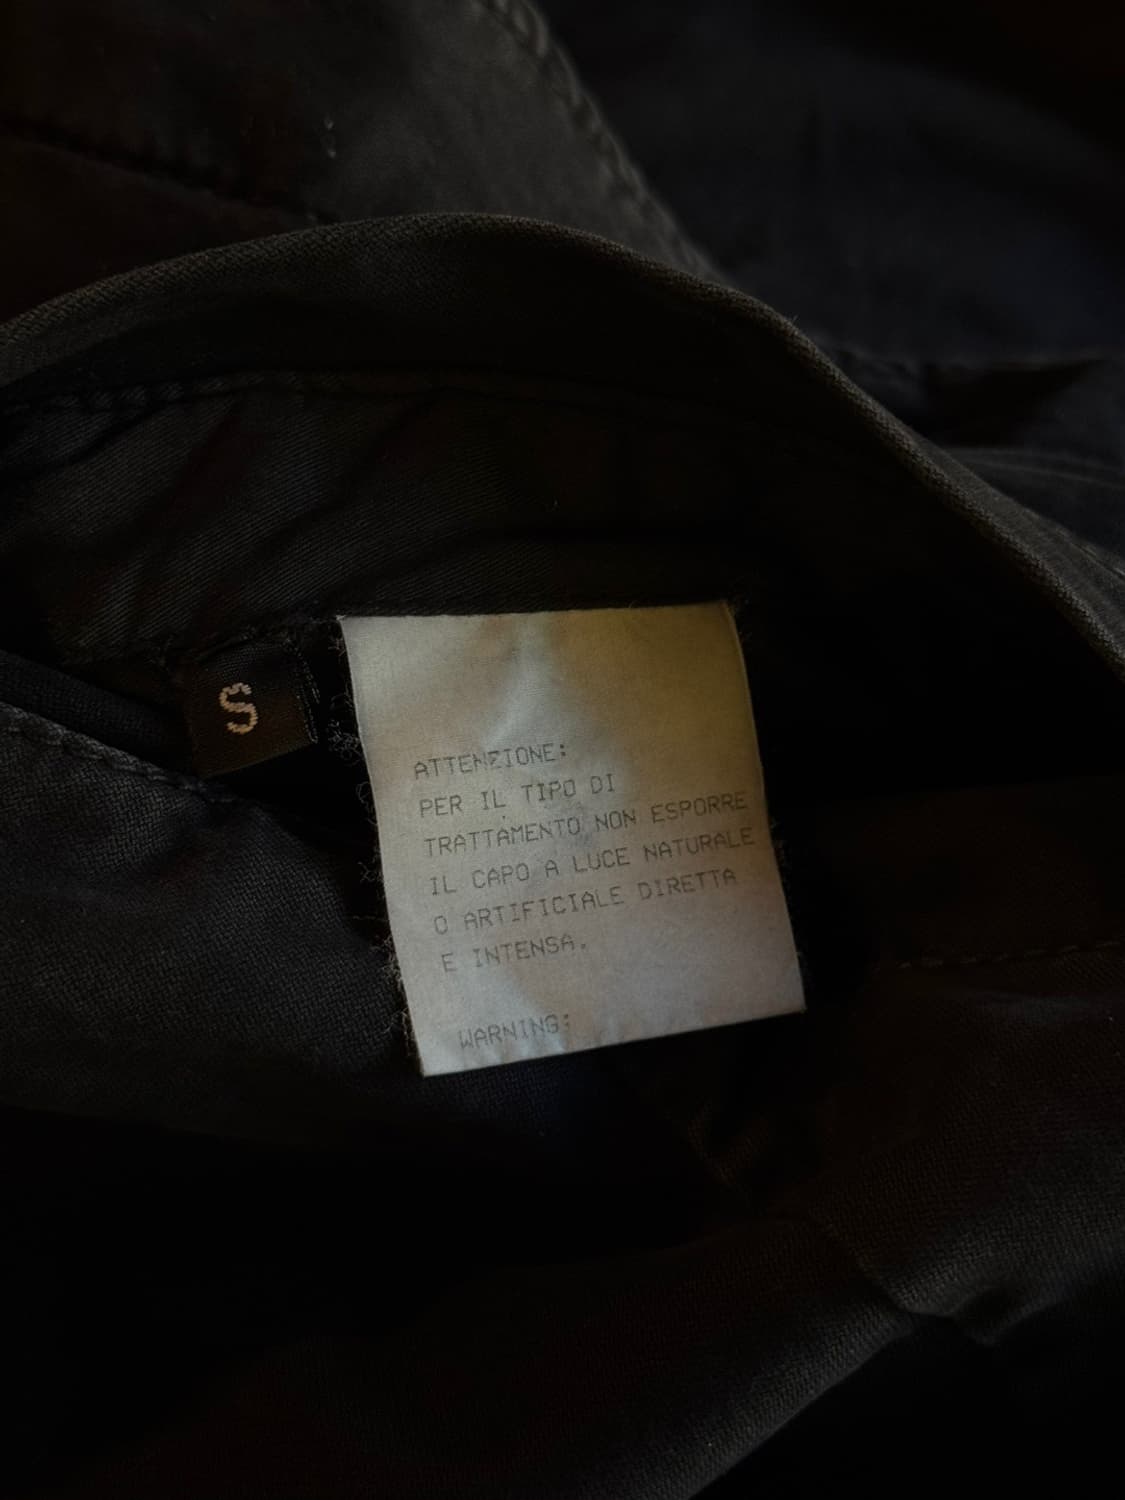 S
ATTENZIONE:
PER IL TIPO DI
TRATTAMENTO NON ESPORRE
IL CAPO A LUCE NATURALE
O ARTIFICIALE DIRETTA
E INTENSA.
WARNING: